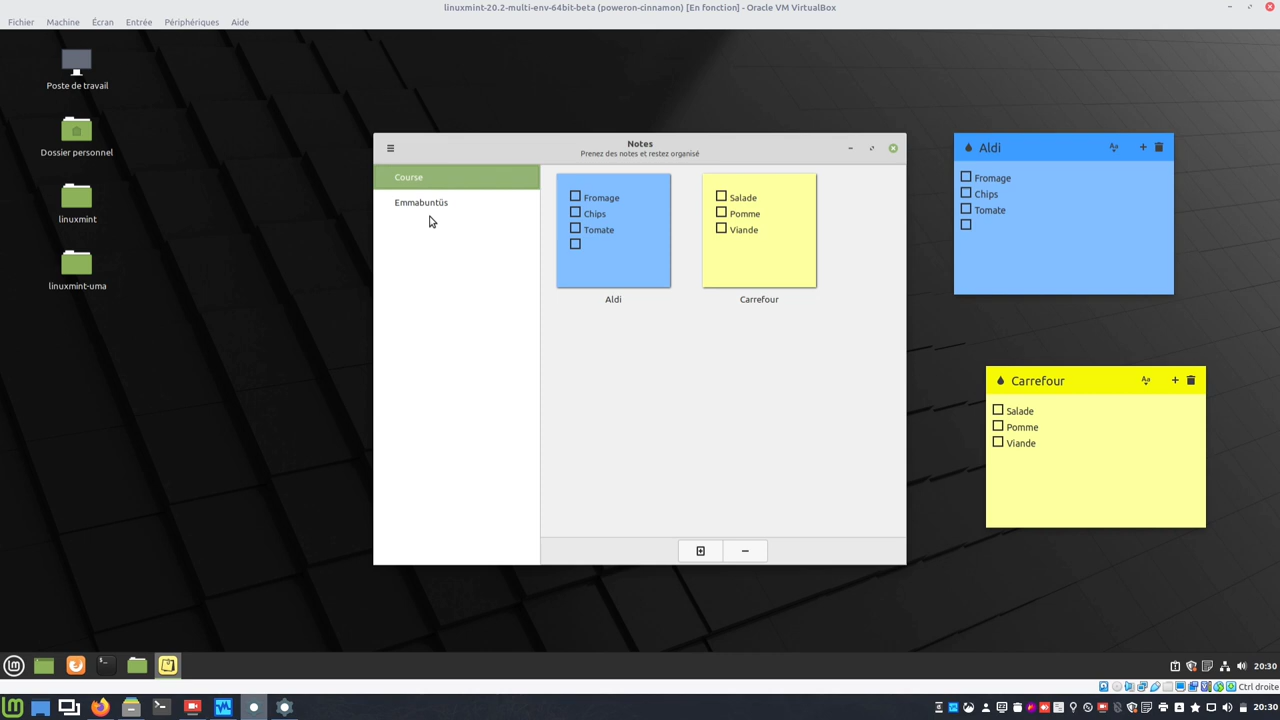 linuxmint-20.2-multi-env-64bit-beta (poweron-cinnamon) [En fonction] - Oracle VM VirtualBox
Fichier Machine Écran Entrée Périphériques Aide
Poste de travail
Dossier personnel
linuxmint
linuxmint-uma
Notes
Prenez des notes et restez organisé
Course
Emmabuntüs
Fromage
Chips
Tomate
Aldi
Salade
Pomme
Viande
Carrefour
Aldi
Fromage
Chips
Tomate
Carrefour
Salade
Pomme
Viande
20:30
Ctrl droite
20:30